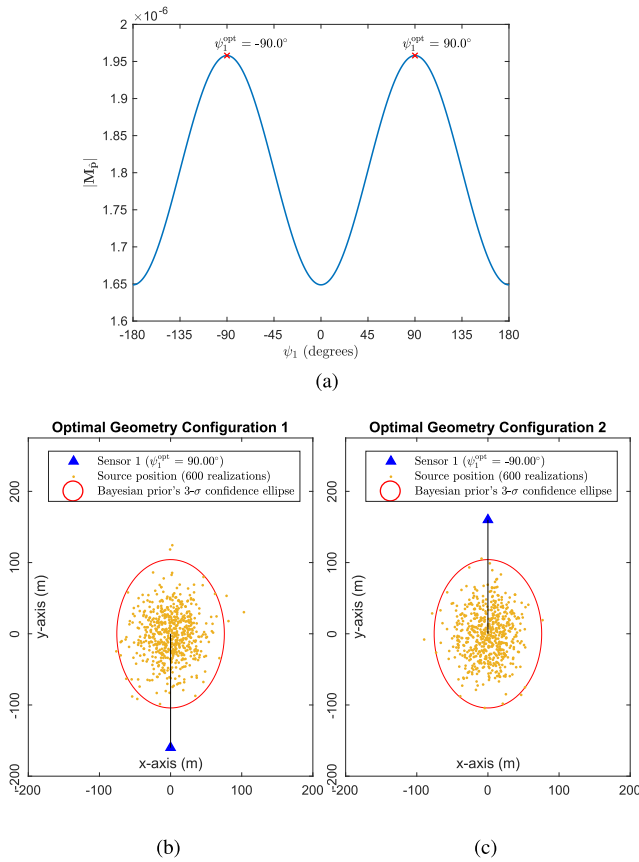 ×10⁻⁶
2
1.95
1.9
1.85
1.8
1.75
1.7
1.65
1.6
|M_p̂|
ψ₁^opt = -90.0°
ψ₁^opt = 90.0°
-180 -135 -90 -45 0 45 90 135 180
ψ₁ (degrees)
(a)
Optimal Geometry Configuration 1
Sensor 1 (ψ₁^opt = 90.00°)
Source position (600 realizations)
Bayesian prior's 3-σ confidence ellipse
200
100
0
-100
-200
y-axis (m)
x-axis (m)
-200 -100 0 100 200
(b)
Optimal Geometry Configuration 2
Sensor 1 (ψ₁^opt = -90.00°)
Source position (600 realizations)
Bayesian prior's 3-σ confidence ellipse
200
100
0
-100
-200
y-axis (m)
x-axis (m)
-200 -100 0 100 200
(c)